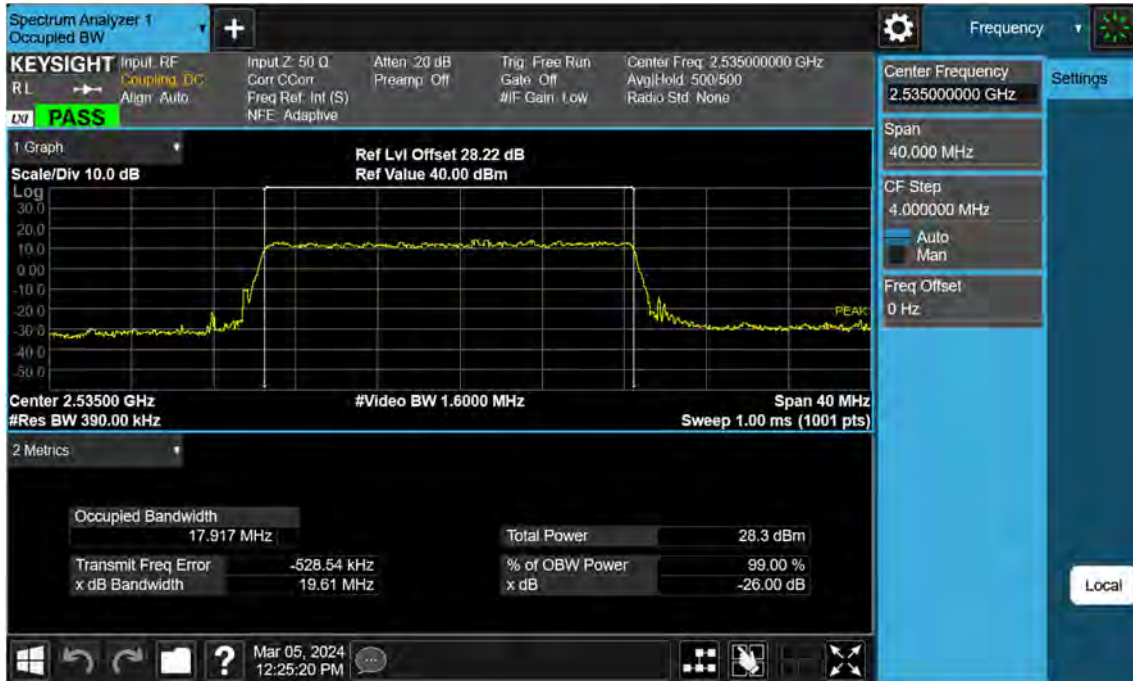 Spectrum Analyzer 1
Occupied BW
+
Frequency
KEYSIGHT
RL
LXI
PASS
Input: RF
Coupling: DC
Align: Auto
Input Z: 50 Ω
Corr CCorr
Freq Ref: Int (S)
NFE: Adaptive
Atten: 20 dB
Preamp: Off
Trig: Free Run
Gate: Off
#IF Gain: Low
Center Freq: 2.535000000 GHz
Avg|Hold: 500/500
Radio Std: None
Center Frequency
2.535000000 GHz
Settings
Span
40.000 MHz
CF Step
4.000000 MHz
Auto
Man
Freq Offset
0 Hz
Local
1 Graph
Scale/Div 10.0 dB
Ref Lvl Offset 28.22 dB
Ref Value 40.00 dBm
Log
30.0
20.0
10.0
0.00
-10.0
-20.0
-30.0
-40.0
-50.0
PEAK
Center 2.53500 GHz
#Video BW 1.6000 MHz
Span 40 MHz
#Res BW 390.00 kHz
Sweep 1.00 ms (1001 pts)
2 Metrics
Occupied Bandwidth
17.917 MHz
Total Power 28.3 dBm
Transmit Freq Error -528.54 kHz
% of OBW Power 99.00 %
x dB Bandwidth 19.61 MHz
x dB -26.00 dB
?
Mar 05, 2024
12:25:20 PM